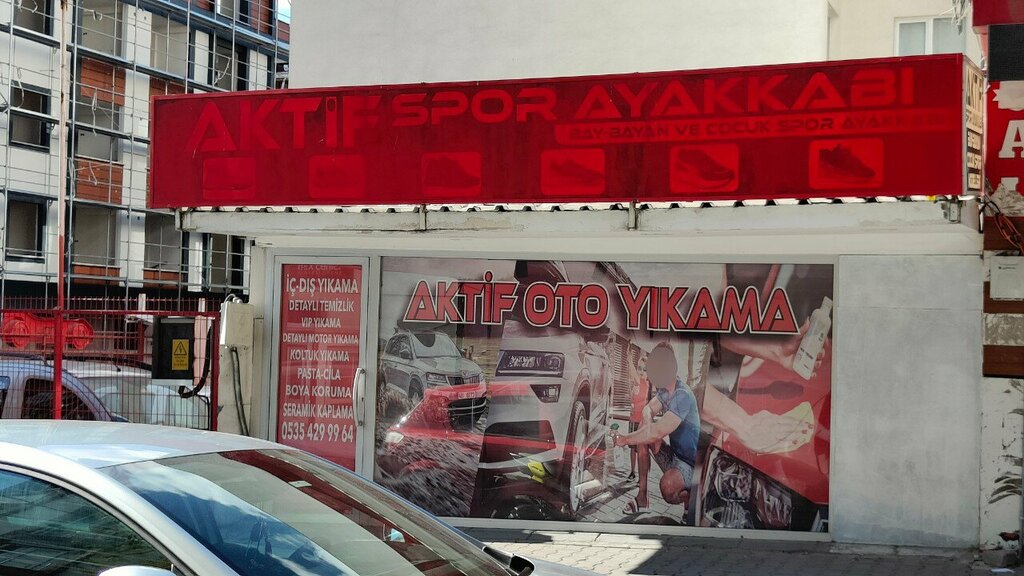 AKTİF SPOR AYAKKABI
BAY-BAYAN VE ÇOCUK SPOR AYAKKABI
İÇ-DIŞ YIKAMA
DETAYLI TEMİZLİK
VIP YIKAMA
DETAYLI MOTOR YIKAMA
KOLTUK YIKAMA
PASTA-CİLA
BOYA KORUMA
SERAMİK KAPLAMA
0535 429 99 64
AKTİF OTO YIKAMA